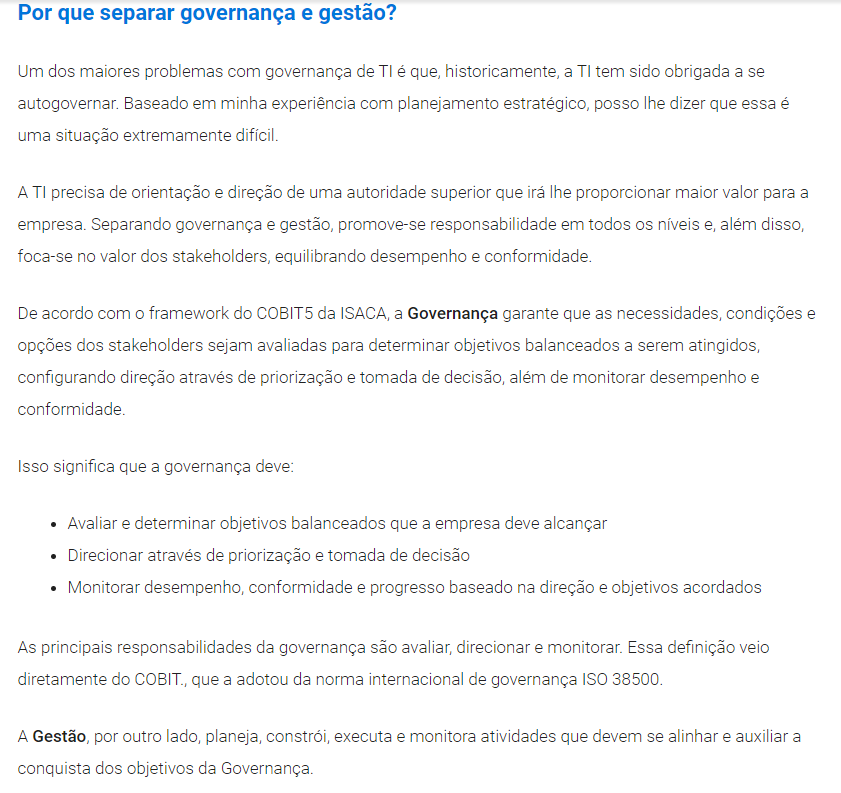 Por que separar governança e gestão?
Um dos maiores problemas com governança de TI é que, historicamente, a TI tem sido obrigada a se
autogovernar. Baseado em minha experiência com planejamento estratégico, posso lhe dizer que essa é
uma situação extremamente difícil.
A TI precisa de orientação e direção de uma autoridade superior que irá lhe proporcionar maior valor para a
empresa. Separando governança e gestão, promove-se responsabilidade em todos os níveis e, além disso,
foca-se no valor dos stakeholders, equilibrando desempenho e conformidade.
De acordo com o framework do COBIT5 da ISACA, a Governança garante que as necessidades, condições e
opções dos stakeholders sejam avaliadas para determinar objetivos balanceados a serem atingidos,
configurando direção através de priorização e tomada de decisão, além de monitorar desempenho e
conformidade.
Isso significa que a governança deve:
• Avaliar e determinar objetivos balanceados que a empresa deve alcançar
• Direcionar através de priorização e tomada de decisão
• Monitorar desempenho, conformidade e progresso baseado na direção e objetivos acordados
As principais responsabilidades da governança são avaliar, direcionar e monitorar. Essa definição veio
diretamente do COBIT., que a adotou da norma internacional de governança ISO 38500.
A Gestão, por outro lado, planeja, constrói, executa e monitora atividades que devem se alinhar e auxiliar a
conquista dos objetivos da Governança.